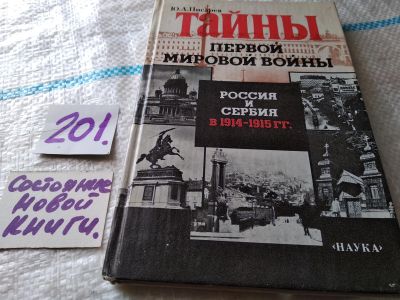 Ю.А.Писарев
ТАЙНЫ
ПЕРВОЙ
МИРОВОЙ ВОЙНЫ
РОССИЯ
И
СЕРБИЯ
В 1914-1915 ГГ.
«НАУКА»
201.
Состояние
новой
книги.